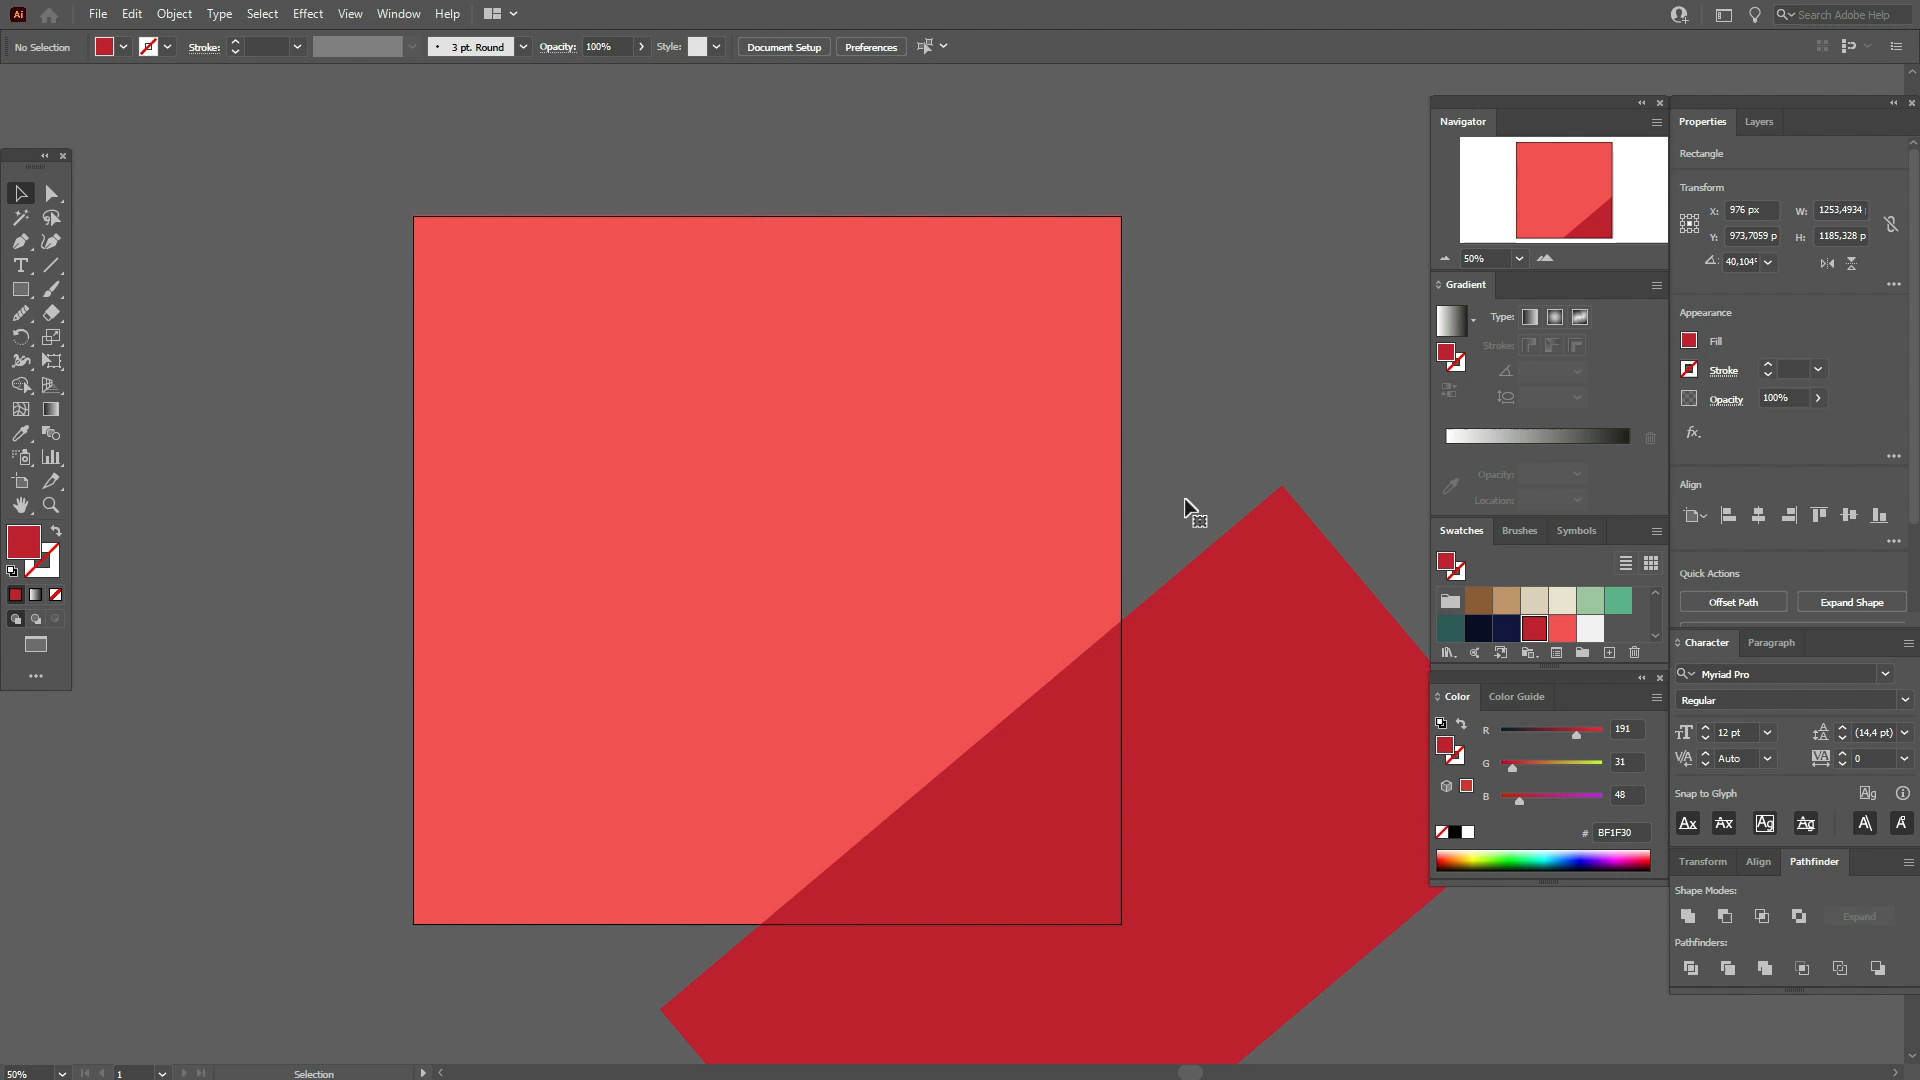 Ai File Edit Object Type Select Effect View Window Help Search Adobe Help
No Selection Stroke: 3 pt. Round Opacity: 100% Style: Document Setup Preferences
Navigator
50%
Gradient
Type:
Stroke:
Opacity:
Location:
Swatches Brushes Symbols
Color Color Guide
R 191
G 31
B 48
# BF1F30
Properties Layers
Rectangle
Transform
X: 976 px W: 1253,4934
Y: 973,7059 p H: 1185,328 p
40,104°
Appearance
Fill
Stroke
Opacity 100%
fx.
Align
Quick Actions
Offset Path Expand Shape
Character Paragraph
Myriad Pro
Regular
12 pt (14,4 pt)
Auto 0
Snap to Glyph
Transform Align Pathfinder
Shape Modes:
Expand
Pathfinders:
50% 1 Selection